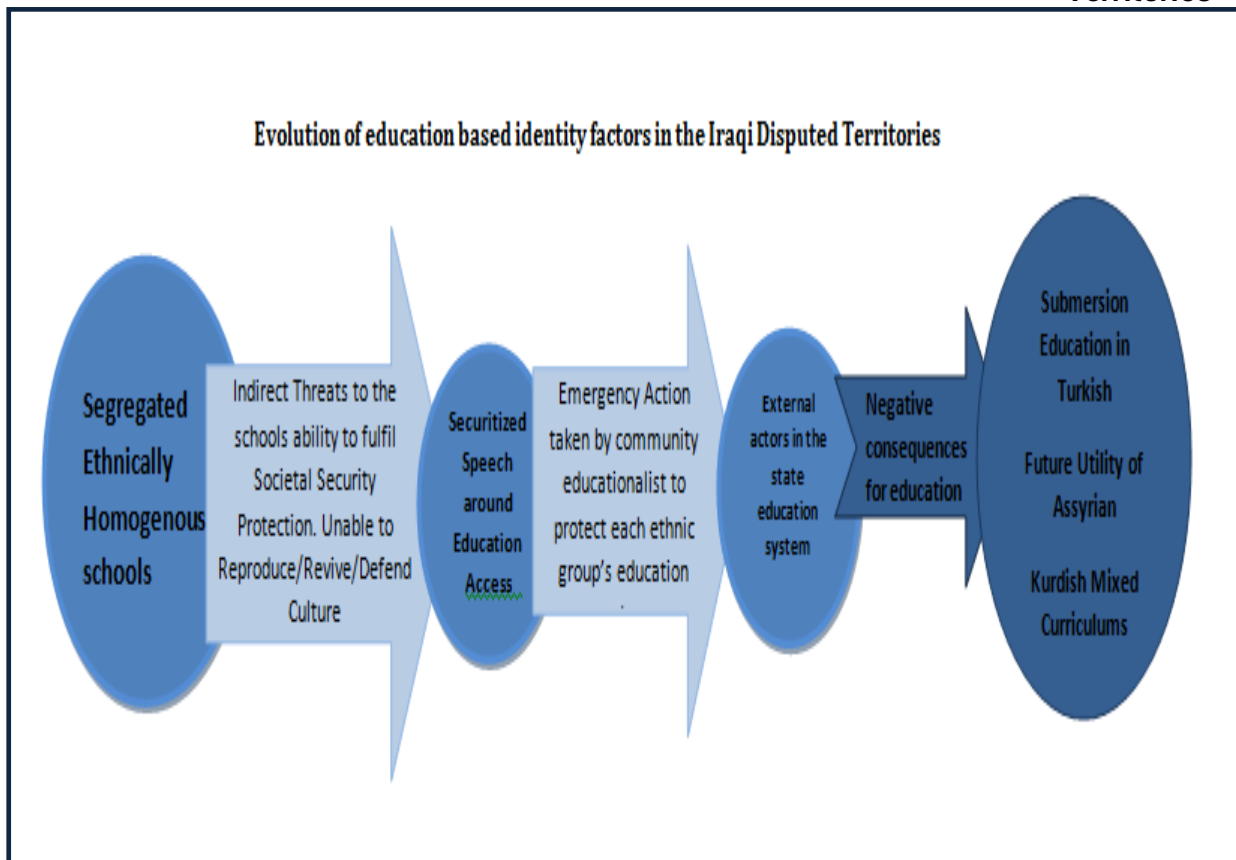 Evolution of education based identity factors in the Iraqi Disputed Territories
Segregated
Ethnically
Homogenous
schools
Indirect Threats to the
schools ability to fulfil
Societal Security
Protection. Unable to
Reproduce/Revive/Defend
Culture
Securitized
Speech
around
Education
Access
Emergency Action
taken by community
educationalist to
protect each ethnic
group's education
.
External
actors in the
state
education
system
Negative
consequences
for education
Submersion
Education in
Turkish
Future Utility of
Assyrian
Kurdish Mixed
Curriculums